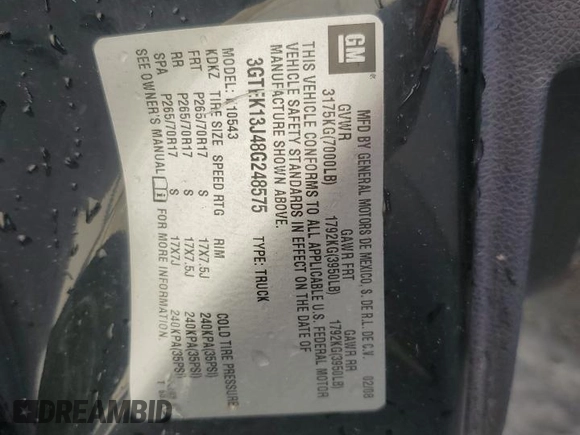 GM
MFD BY GENERAL MOTORS DE MEXICO, S. DE R.L. DE C.V. 02/08
GVWR GAWR FRT GAWR RR
3175KG(7000LB) 1792KG(3950LB) 1792KG(3950LB)
THIS VEHICLE CONFORMS TO ALL APPLICABLE U.S. FEDERAL MOTOR
VEHICLE SAFETY STANDARDS IN EFFECT ON THE DATE OF
MANUFACTURE SHOWN ABOVE.
3GTEK13J48G248575 TYPE: TRUCK
MODEL: 10543
KDKZ TIRE SIZE SPEED RTG RIM COLD TIRE PRESSURE
FRT P265/70R17 S 17X7.5J 240KPA(35PSI)
RR P265/70R17 S 17X7.5J 240KPA(35PSI)
SPA P265/70R17 S 17X7J 240KPA(35PSI)
SEE OWNER'S MANUAL i FOR MORE INFORMATION.
DREAMBID